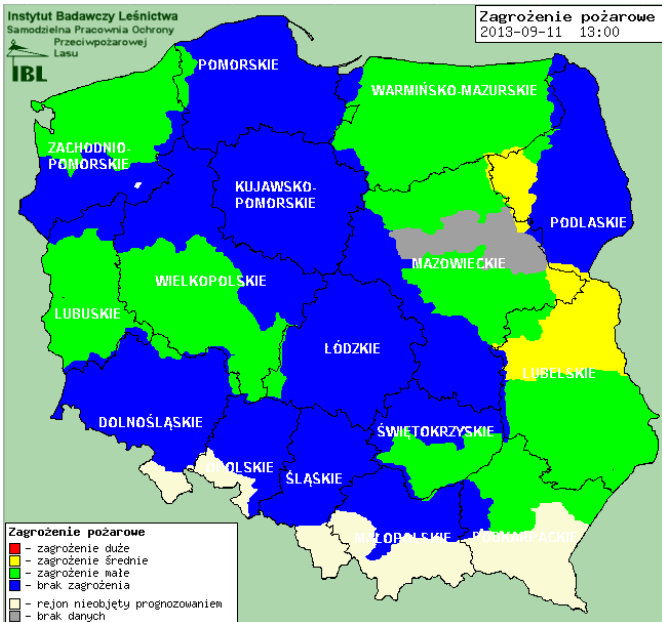 Instytut Badawczy Leśnictwa
Samodzielna Pracownia Ochrony
Przeciwpożarowej
Lasu
IBL
Zagrożenie pożarowe
2013-09-11 13:00
POMORSKIE
WARMIŃSKO-MAZURSKIE
ZACHODNIO-
POMORSKIE
KUJAWSKO-
POMORSKIE
PODLASKIE
MAZOWIECKIE
WIELKOPOLSKIE
LUBUSKIE
ŁÓDZKIE
LUBELSKIE
DOLNOŚLĄSKIE
ŚWIĘTOKRZYSKIE
OPOLSKIE
ŚLĄSKIE
MAŁOPOLSKIE
PODKARPACKIE
Zagrożenie pożarowe
- zagrożenie duże
- zagrożenie średnie
- zagrożenie małe
- brak zagrożenia
- rejon nieobjęty prognozowaniem
- brak danych